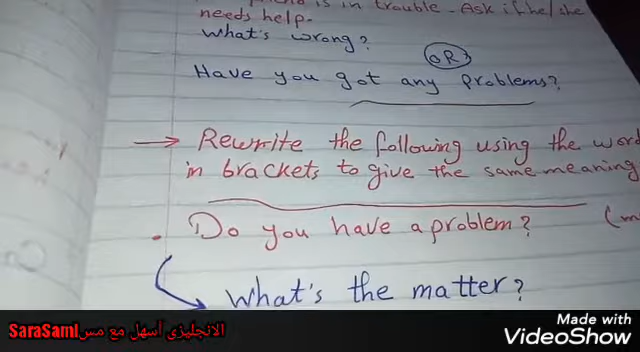 is in trouble - Ask if he/she
needs help.
what's wrong?
OR
Have you got any problems?
→ Rewrite the following using the word
in brackets to give the same meaning
. Do you have a problem? (m
What's the matter?
الانجليزى أسهل مع مس SaraSami
Made with
VideoShow